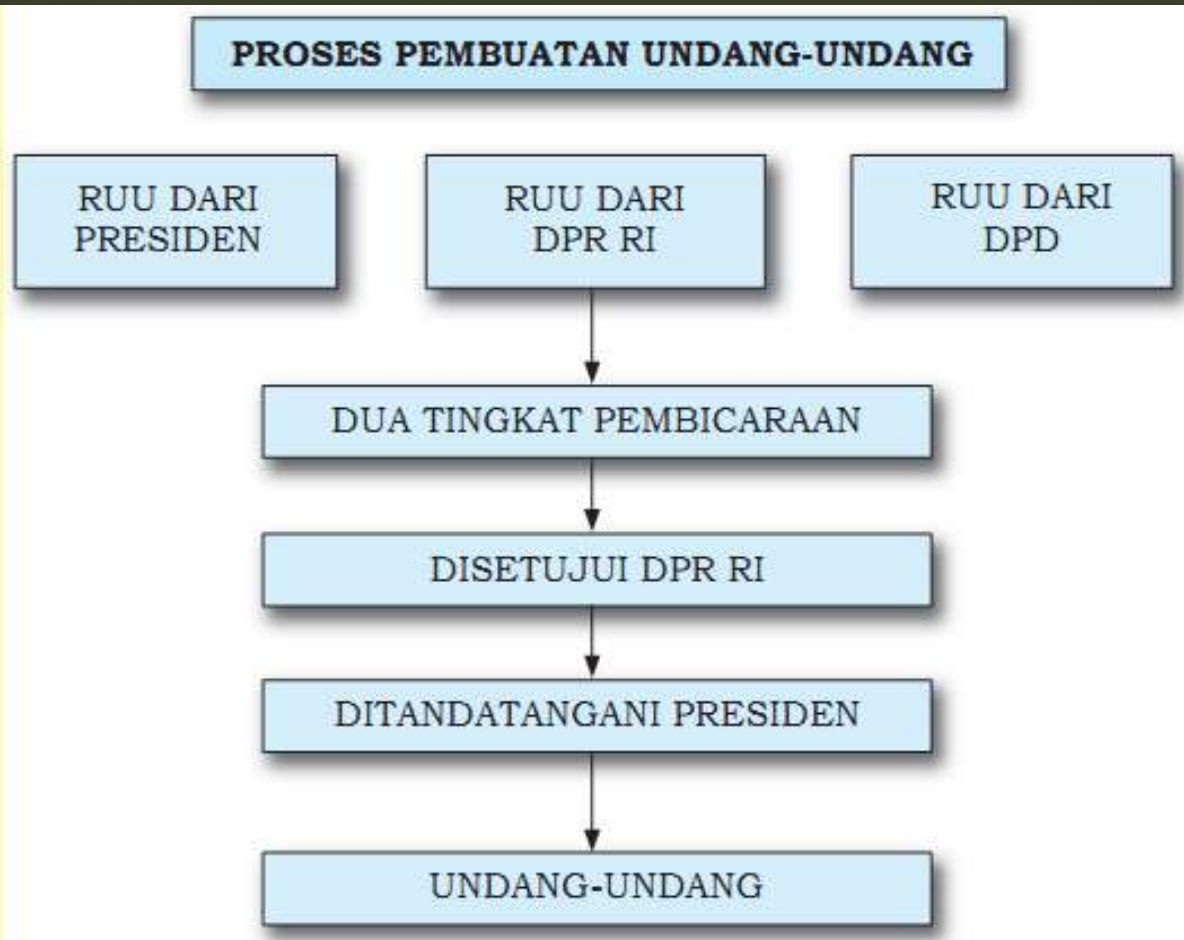 PROSES PEMBUATAN UNDANG-UNDANG
RUU DARI
PRESIDEN
RUU DARI
DPR RI
RUU DARI
DPD
DUA TINGKAT PEMBICARAAN
DISETUJUI DPR RI
DITANDATANGANI PRESIDEN
UNDANG-UNDANG